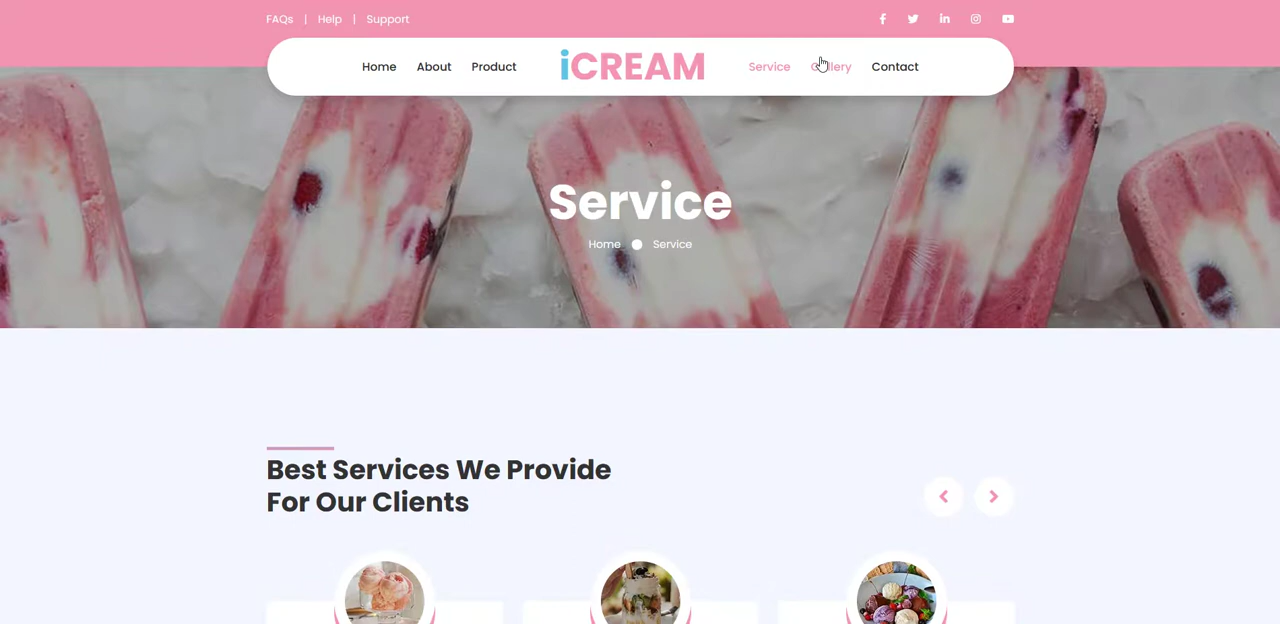 FAQs | Help | Support
Home About Product iCREAM Service Gallery Contact
Service
Home Service
Best Services We Provide
For Our Clients